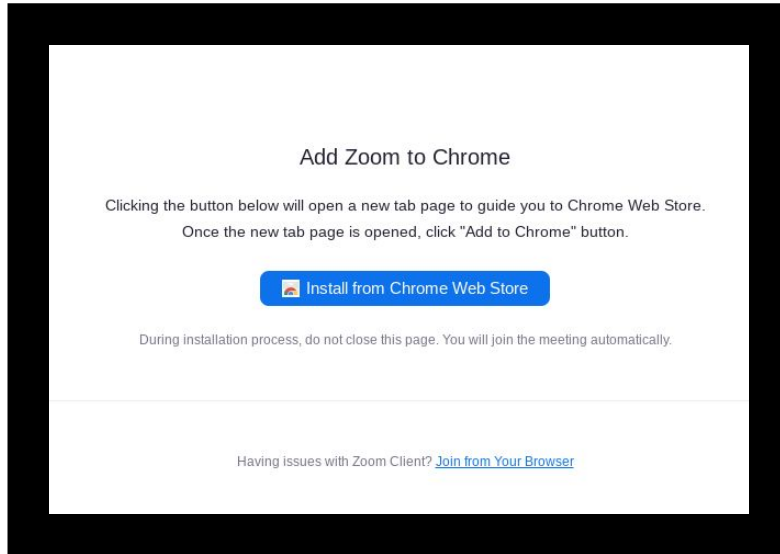 Add Zoom to Chrome
Clicking the button below will open a new tab page to guide you to Chrome Web Store.
Once the new tab page is opened, click "Add to Chrome" button.
Install from Chrome Web Store
During installation process, do not close this page. You will join the meeting automatically.
Having issues with Zoom Client? Join from Your Browser